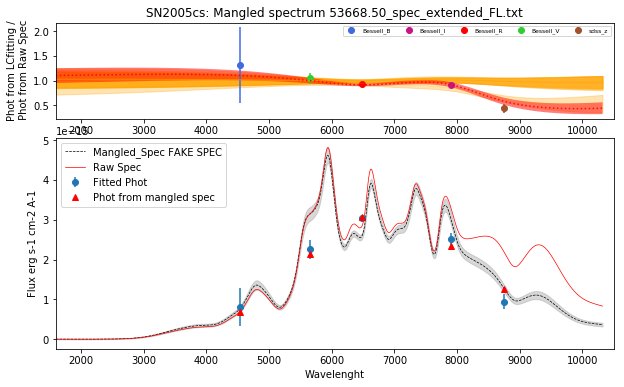 SN2005cs: Mangled spectrum 53668.50_spec_extended_FL.txt
Phot from LCfitting /
Phot from Raw Spec
2.0
1.5
1.0
0.5
Bessell_B
Bessell_I
Bessell_R
Bessell_V
sdss_z
3000 4000 5000 6000 7000 8000 9000 10000
Flux erg s-1 cm-2 A-1
5
4
3
2
1
0
Mangled_Spec FAKE SPEC
Raw Spec
Fitted Phot
Phot from mangled spec
2000 3000 4000 5000 6000 7000 8000 9000 10000
Wavelenght